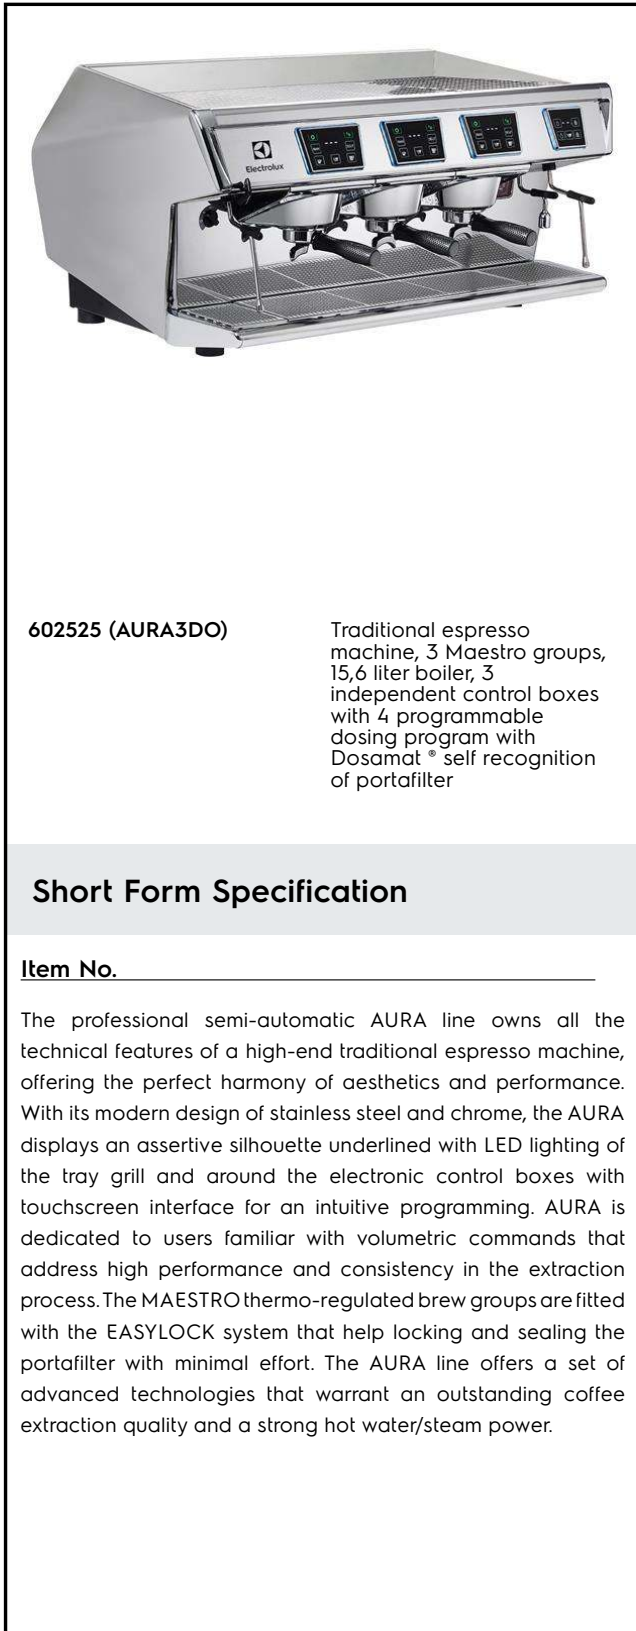 Electrolux
602525 (AURA3DO)
Traditional espresso
machine, 3 Maestro groups,
15,6 liter boiler, 3
independent control boxes
with 4 programmable
dosing program with
Dosamat ® self recognition
of portafilter
Short Form Specification
Item No.
The professional semi-automatic AURA line owns all the
technical features of a high-end traditional espresso machine,
offering the perfect harmony of aesthetics and performance.
With its modern design of stainless steel and chrome, the AURA
displays an assertive silhouette underlined with LED lighting of
the tray grill and around the electronic control boxes with
touchscreen interface for an intuitive programming. AURA is
dedicated to users familiar with volumetric commands that
address high performance and consistency in the extraction
process. The MAESTRO thermo-regulated brew groups are fitted
with the EASYLOCK system that help locking and sealing the
portafilter with minimal effort. The AURA line offers a set of
advanced technologies that warrant an outstanding coffee
extraction quality and a strong hot water/steam power.